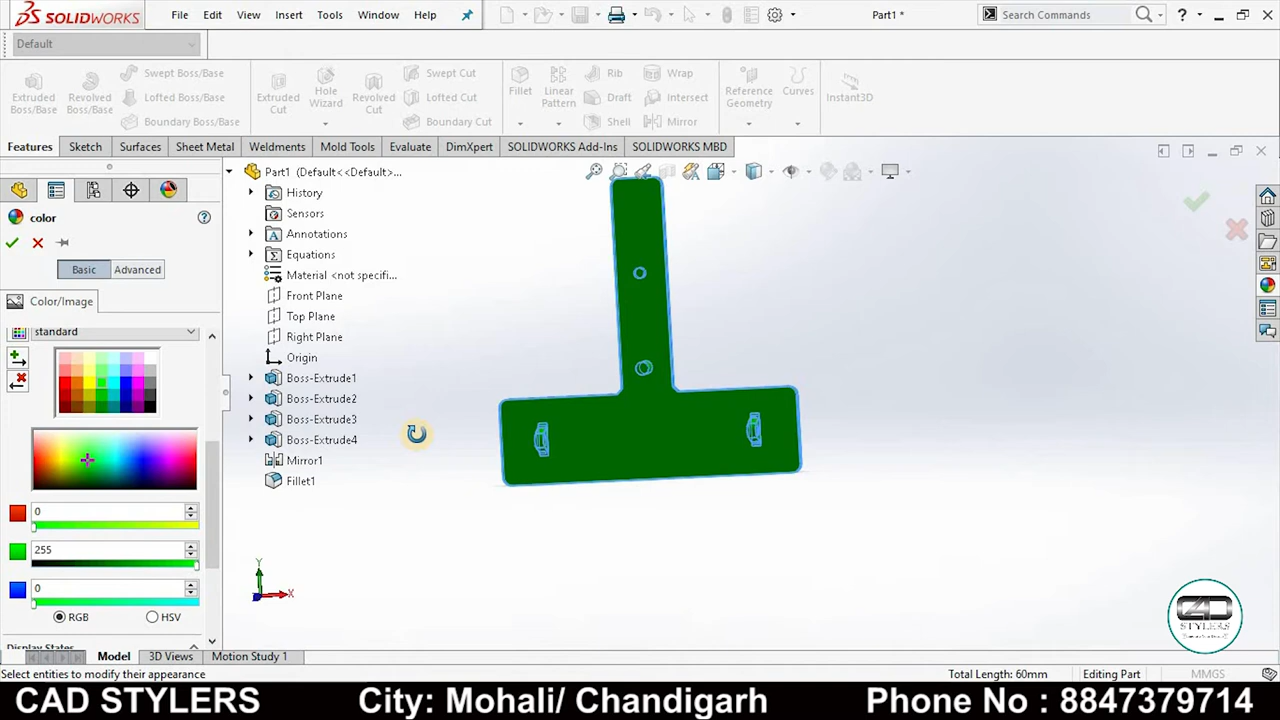 SOLIDWORKS File Edit View Insert Tools Window Help Part1 * Search Commands
Default
Extruded Boss/Base
Revolved Boss/Base
Swept Boss/Base
Lofted Boss/Base
Boundary Boss/Base
Extruded Cut
Hole Wizard
Revolved Cut
Swept Cut
Lofted Cut
Boundary Cut
Fillet
Linear Pattern
Rib
Draft
Shell
Wrap
Intersect
Mirror
Reference Geometry
Curves
Instant3D
Features Sketch Surfaces Sheet Metal Weldments Mold Tools Evaluate DimXpert SOLIDWORKS Add-Ins SOLIDWORKS MBD
color
Basic Advanced
Color/Image
standard
0
255
0
RGB HSV
Display States
Part1 (Default<<Default>...
History
Sensors
Annotations
Equations
Material <not specifi...
Front Plane
Top Plane
Right Plane
Origin
Boss-Extrude1
Boss-Extrude2
Boss-Extrude3
Boss-Extrude4
Mirror1
Fillet1
Y
X
STYLERS
Model 3D Views Motion Study 1
Select entities to modify their appearance Total Length: 60mm Editing Part MMGS
CAD STYLERS City: Mohali/ Chandigarh Phone No : 8847379714